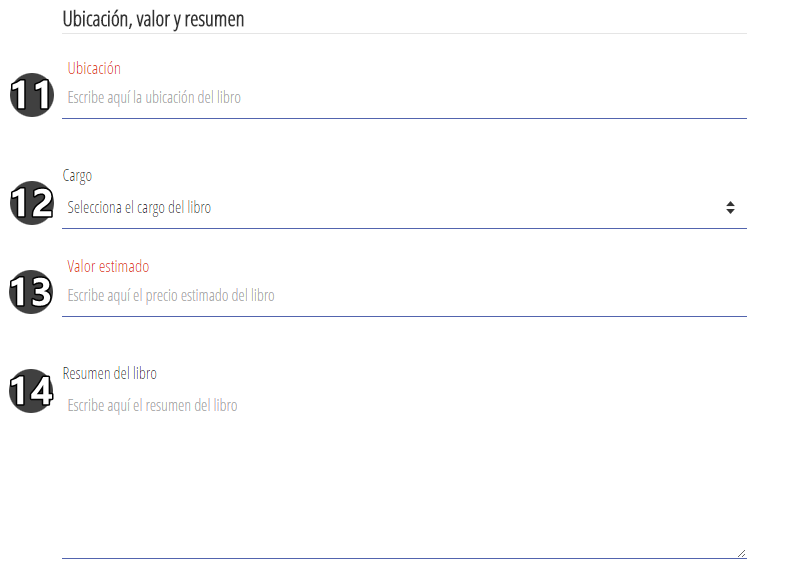 Ubicación, valor y resumen
Ubicación
11
Escribe aquí la ubicación del libro
Cargo
12
Selecciona el cargo del libro
Valor estimado
13
Escribe aquí el precio estimado del libro
Resumen del libro
14
Escribe aquí el resumen del libro